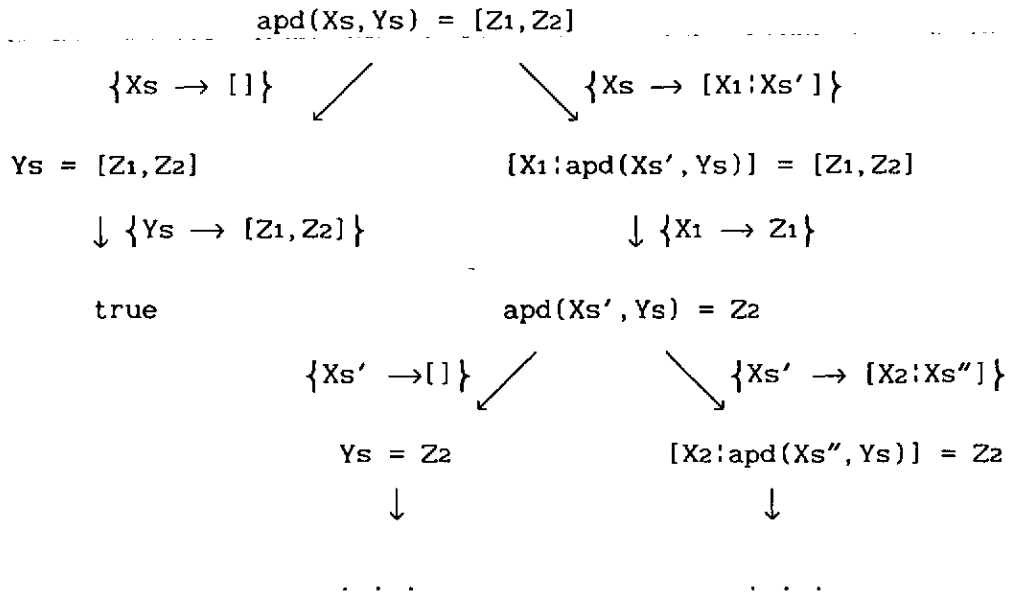 apd(Xs,Ys) = [Z1,Z2]
{Xs → []} {Xs → [X1¦Xs′]}
Ys = [Z1,Z2] [X1¦apd(Xs′,Ys)] = [Z1,Z2]
↓ {Ys → [Z1,Z2]} ↓ {X1 → Z1}
true apd(Xs′,Ys) = Z2
{Xs′ →[]} {Xs′ → [X2¦Xs″]}
Ys = Z2 [X2¦apd(Xs″,Ys)] = Z2
↓ ↓
. . . . . .